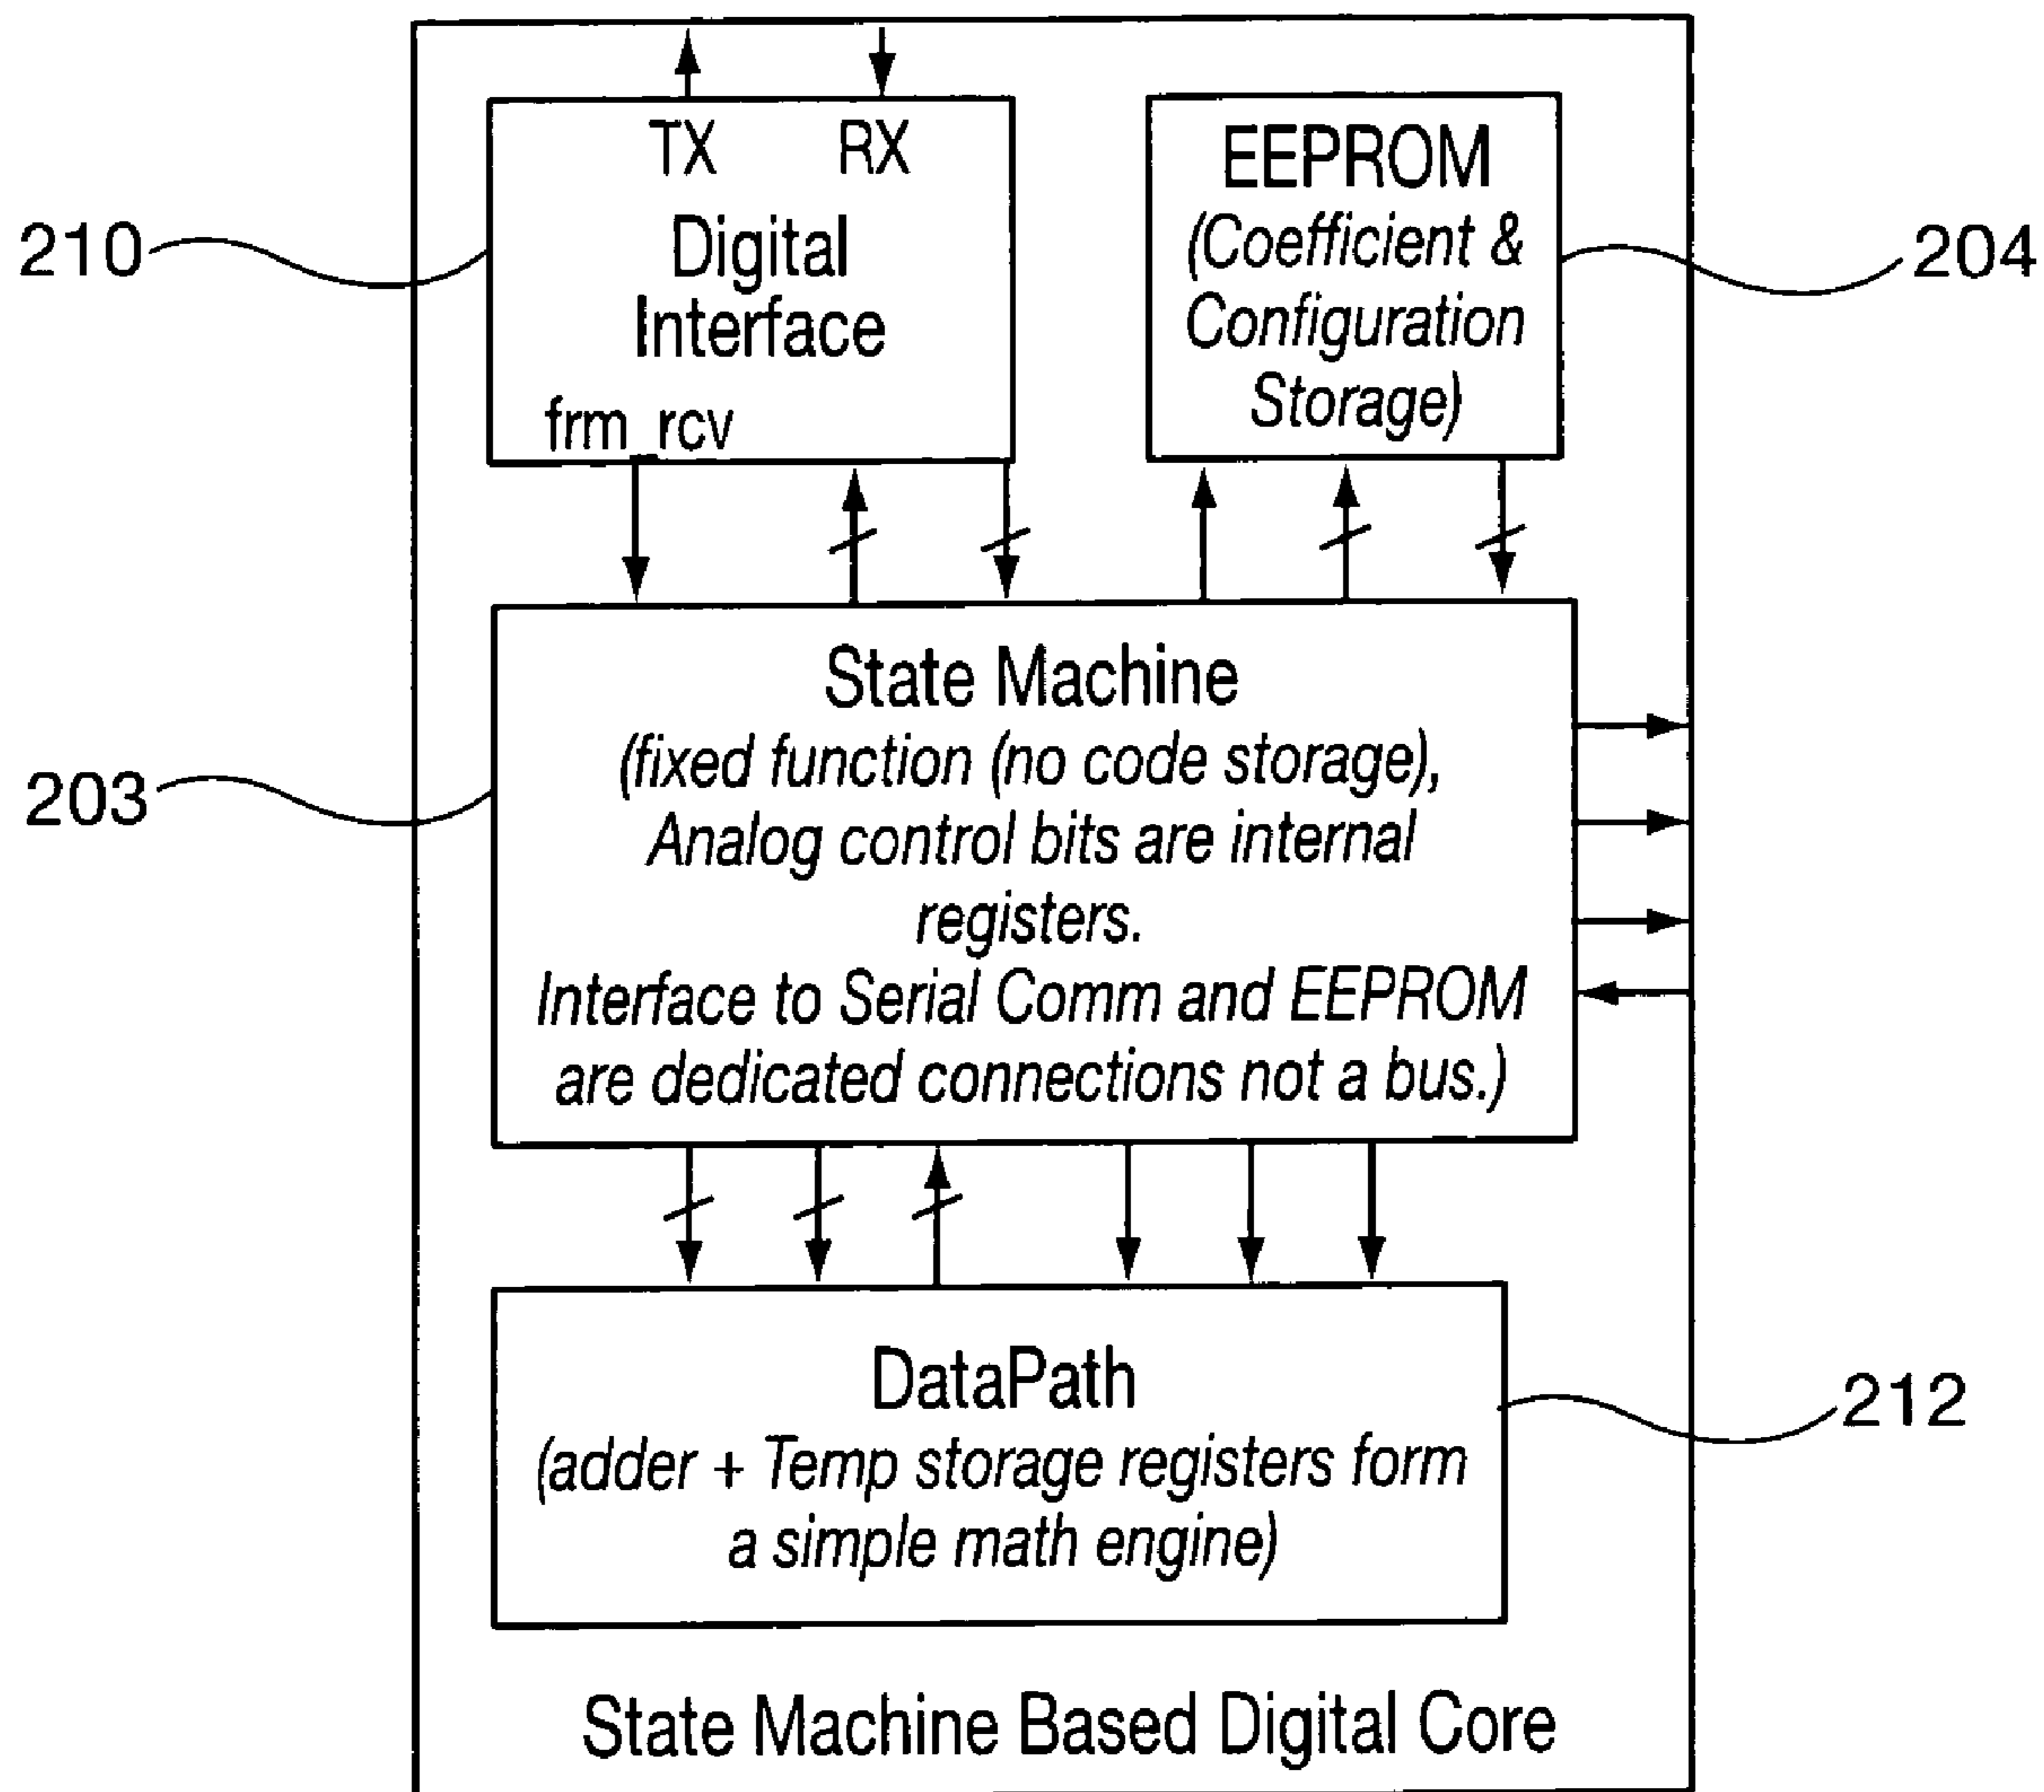 TX RX
Digital
Interface
frm_rcv
210
EEPROM
(Coefficient &
Configuration
Storage)
204
State Machine
(fixed function (no code storage),
Analog control bits are internal
registers.
Interface to Serial Comm and EEPROM
are dedicated connections not a bus.)
203
DataPath
(adder + Temp storage registers form
a simple math engine)
212
State Machine Based Digital Core